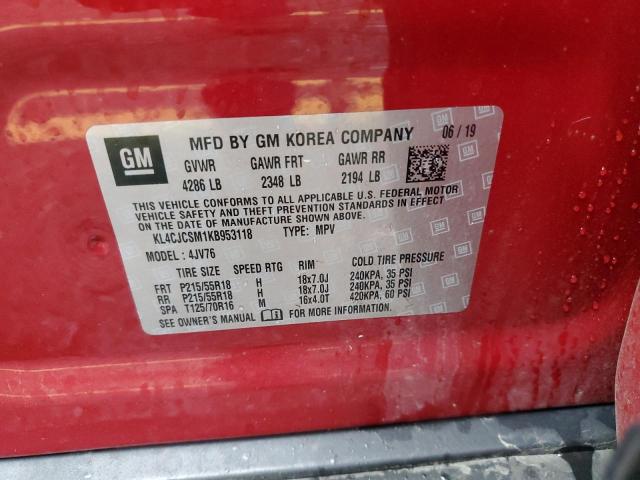 GM
MFD BY GM KOREA COMPANY 06 / 19
GVWR GAWR FRT GAWR RR
4286 LB 2348 LB 2194 LB
THIS VEHICLE CONFORMS TO ALL APPLICABLE U.S. FEDERAL MOTOR
VEHICLE SAFETY AND THEFT PREVENTION STANDARDS IN EFFECT
ON THE DATE OF MANUFACTURE SHOWN ABOVE.
KL4CJCSM1KB953118 TYPE: MPV
MODEL : 4JV76
TIRE SIZE SPEED RTG RIM COLD TIRE PRESSURE
FRT P215/55R18 H 18x7.0J 240KPA, 35 PSI
RR P215/55R18 H 18x7.0J 240KPA, 35 PSI
SPA T125/70R16 M 16x4.0T 420KPA, 60 PSI
SEE OWNER'S MANUAL FOR MORE INFORMATION.